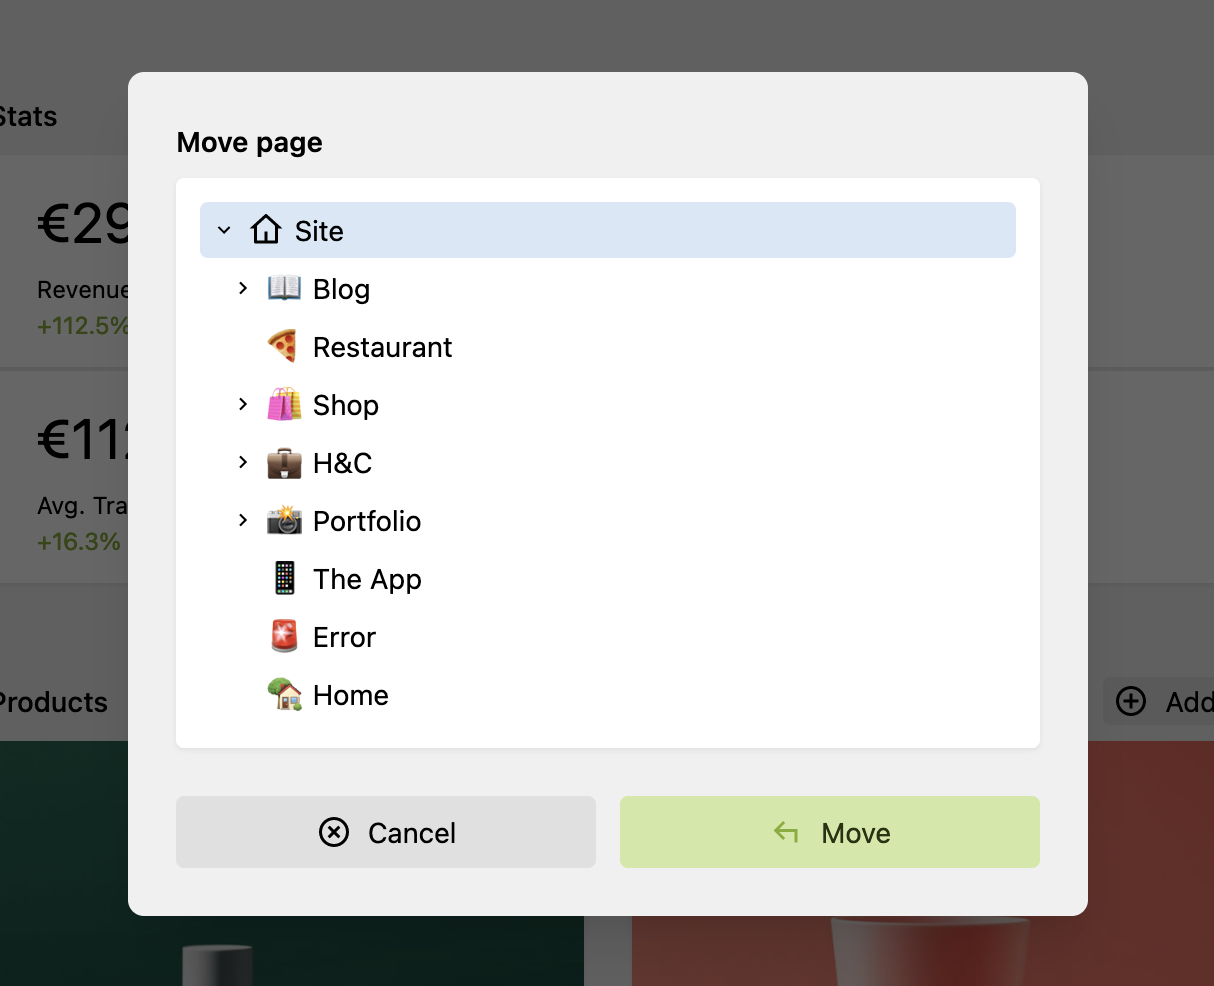 Stats
Move page
Site
€29
Revenue
+112.5%
Blog
Restaurant
Shop
€112
H&C
Avg. Tra
+16.3%
Portfolio
The App
Error
Home
Products
Add
Cancel
Move